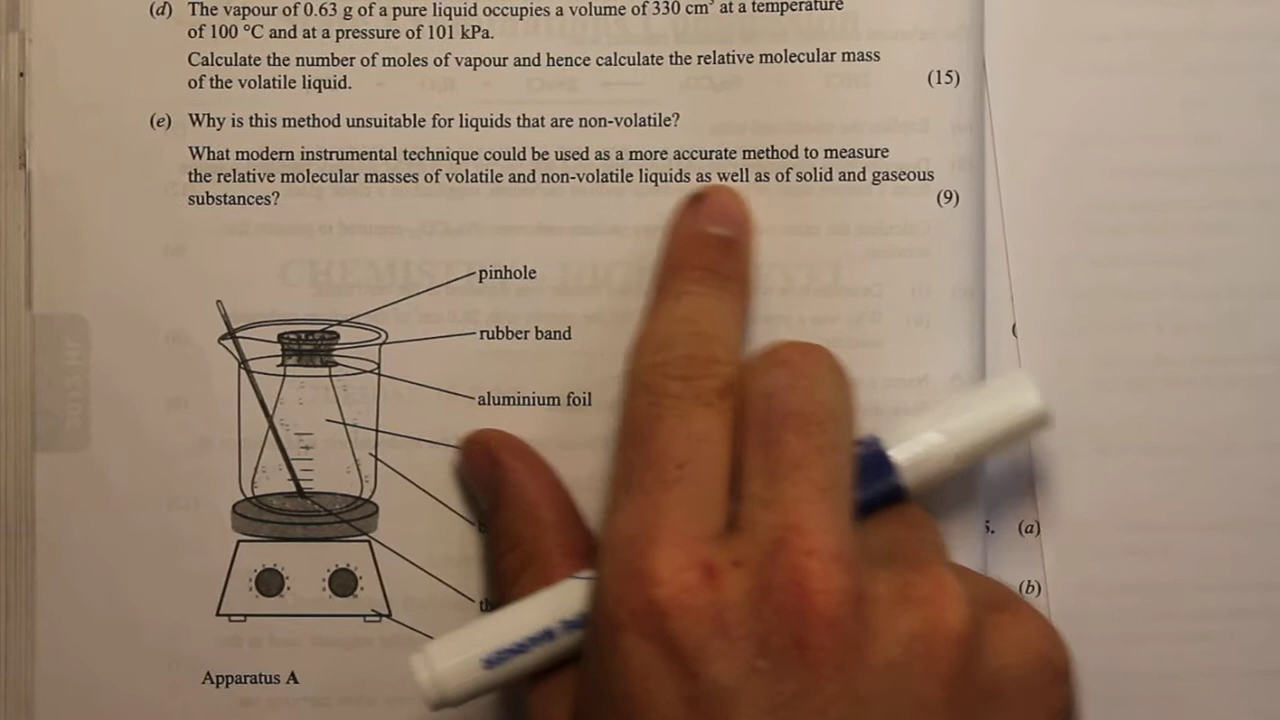 (d) The vapour of 0.63 g of a pure liquid occupies a volume of 330 cm³ at a temperature
of 100 °C and at a pressure of 101 kPa.
Calculate the number of moles of vapour and hence calculate the relative molecular mass
of the volatile liquid. (15)
(e) Why is this method unsuitable for liquids that are non-volatile?
What modern instrumental technique could be used as a more accurate method to measure
the relative molecular masses of volatile and non-volatile liquids as well as of solid and gaseous
substances? (9)
pinhole
rubber band
aluminium foil
5. (a)
(b)
Apparatus A